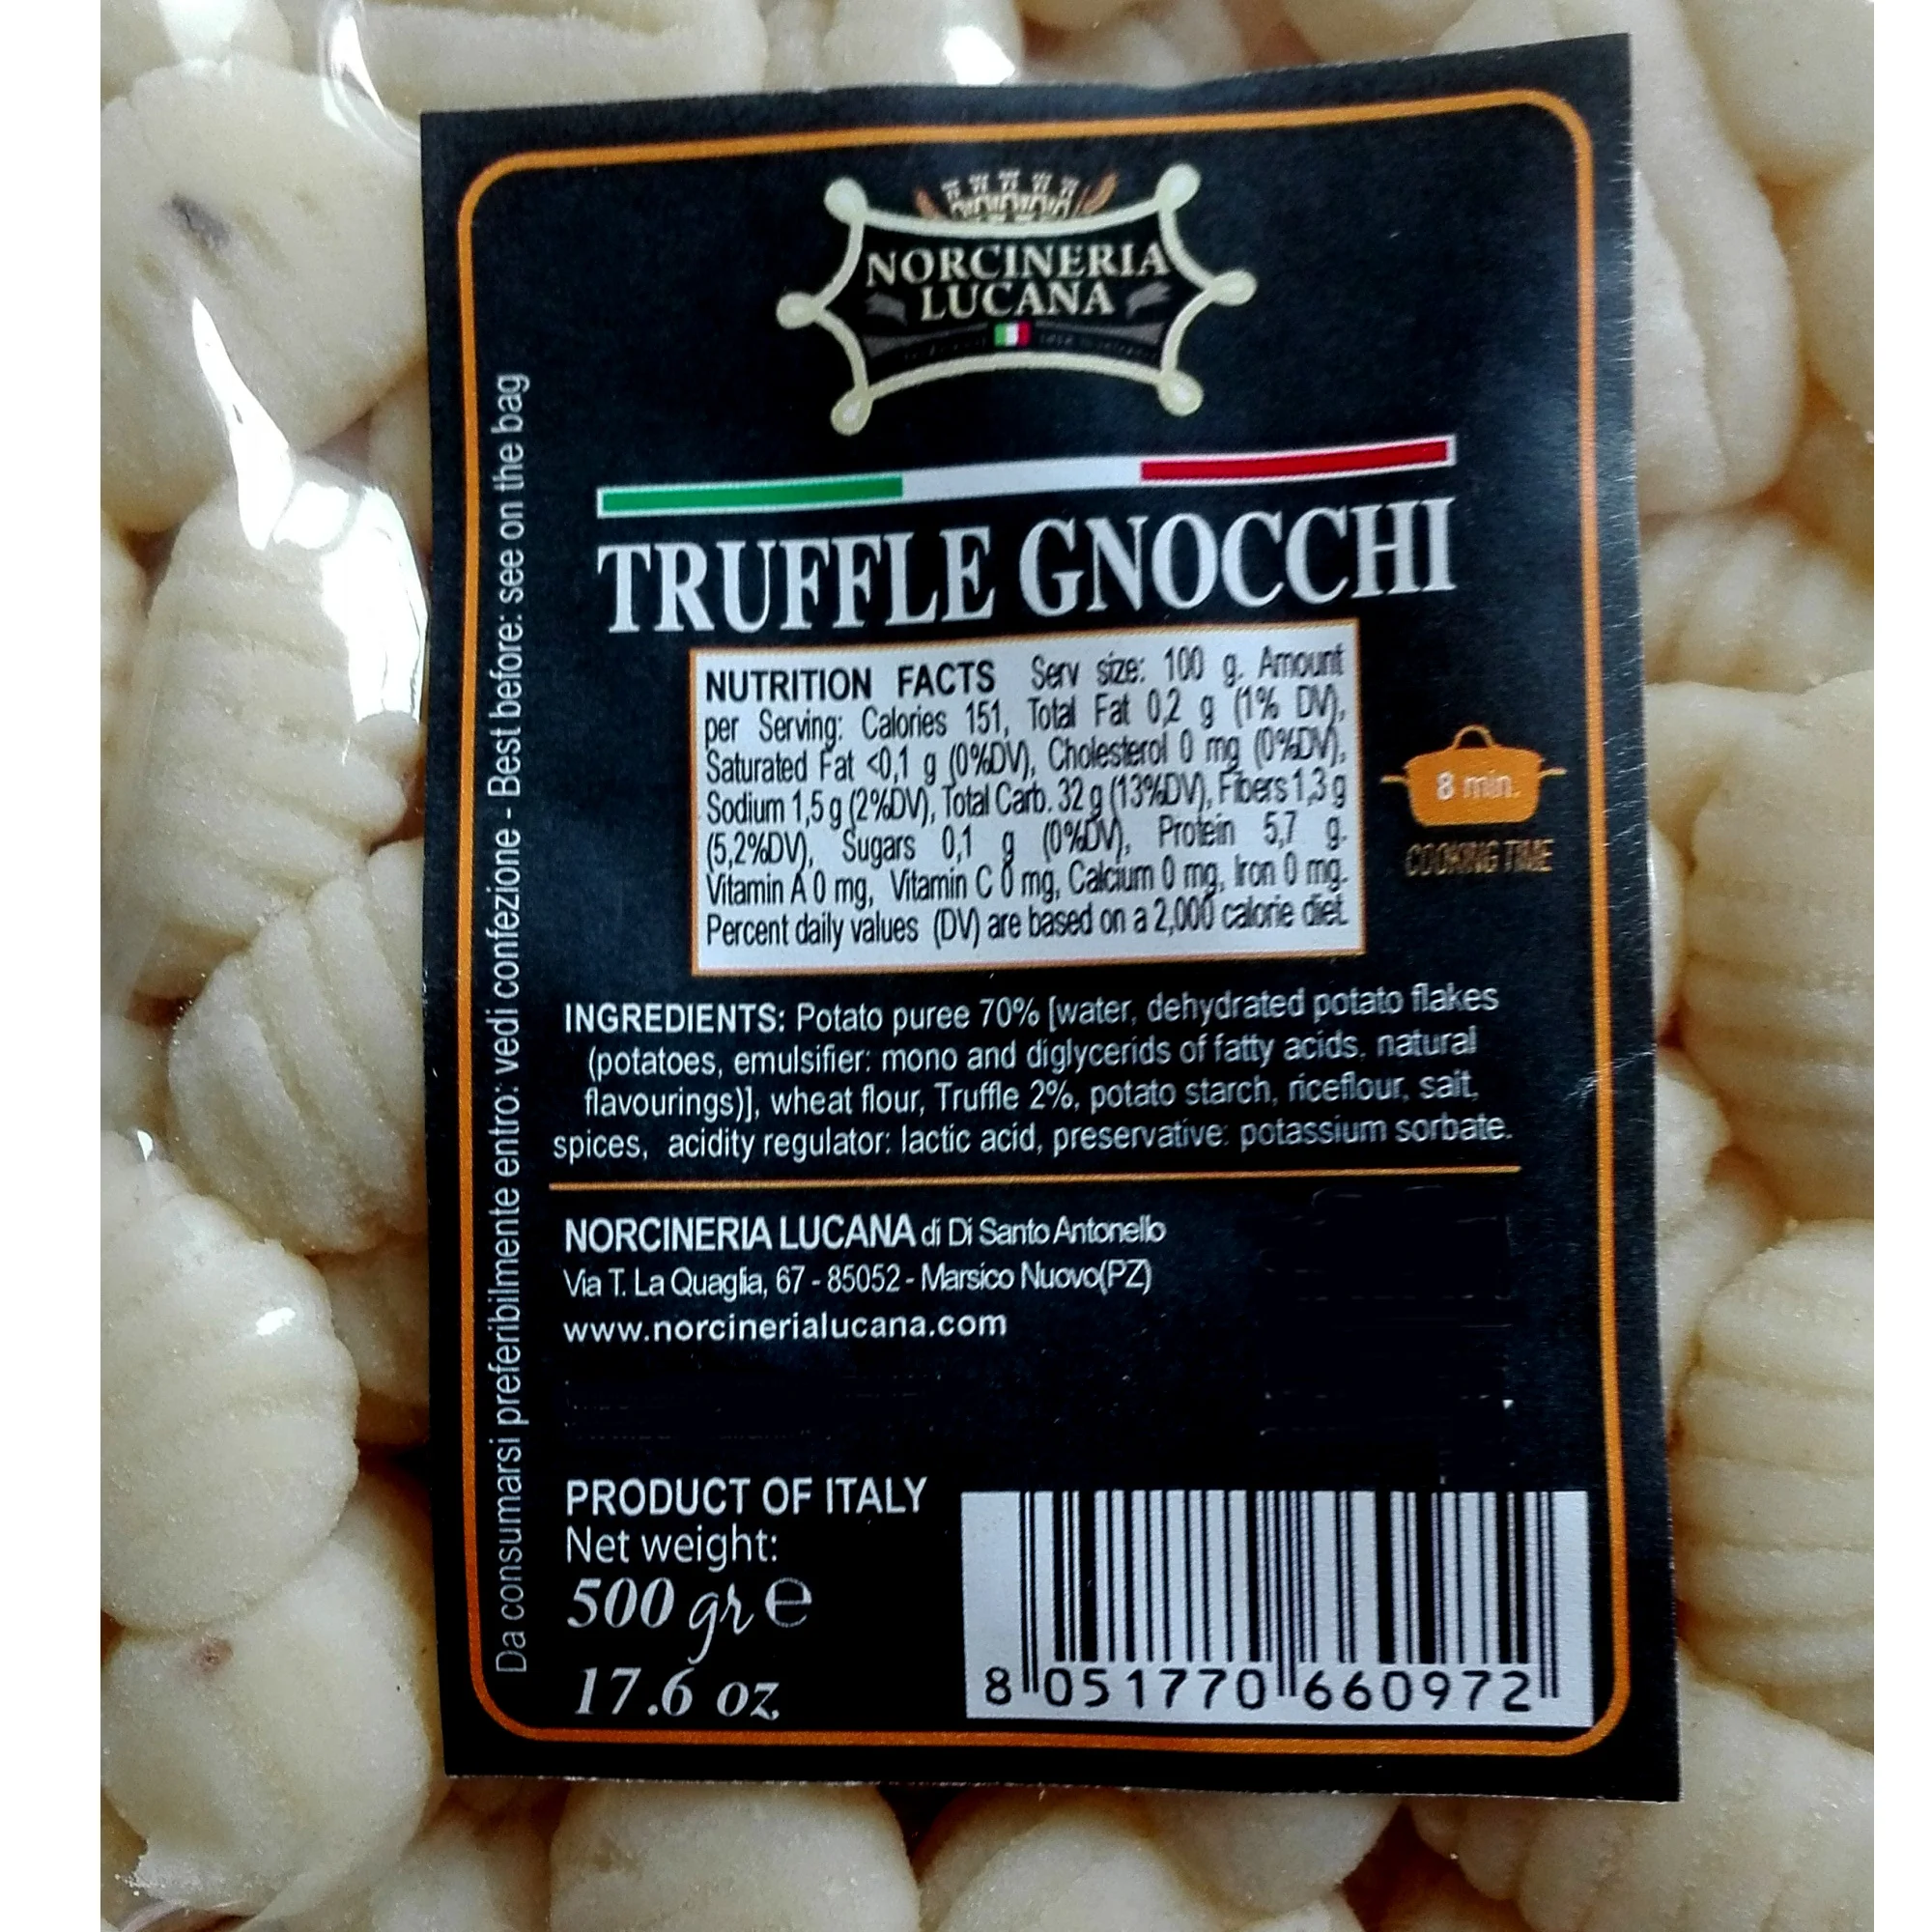 NORCINERIA
LUCANA
TRUFFLE GNOCCHI
NUTRITION FACTS Serv size: 100 g. Amount
per Serving: Calories 151, Total Fat 0,2 g (1% DV),
Saturated Fat <0,1 g (0%DV), Cholesterol 0 mg (0%DV),
Sodium 1,5 g (2%DV), Total Carb. 32 g (13%DV), Fibers 1,3 g
(5,2%DV), Sugars 0,1 g (0%DV), Protein 5,7 g.
Vitamin A 0 mg, Vitamin C 0 mg, Calcium 0 mg, Iron 0 mg.
Percent daily values (DV) are based on a 2,000 calorie diet.
8 min.
COOKING TIME
INGREDIENTS: Potato puree 70% [water, dehydrated potato flakes
(potatoes, emulsifier: mono and diglycerids of fatty acids, natural
flavourings)], wheat flour, Truffle 2%, potato starch, riceflour, salt,
spices, acidity regulator: lactic acid, preservative: potassium sorbate.
NORCINERIA LUCANA di Di Santo Antonello
Via T. La Quaglia, 67 - 85052 - Marsico Nuovo(PZ)
www.norcinerialucana.com
PRODUCT OF ITALY
Net weight:
500 gr e
17.6 oz
8 051770 660972
Da consumarsi preferibilmente entro: vedi confezione - Best before: see on the bag